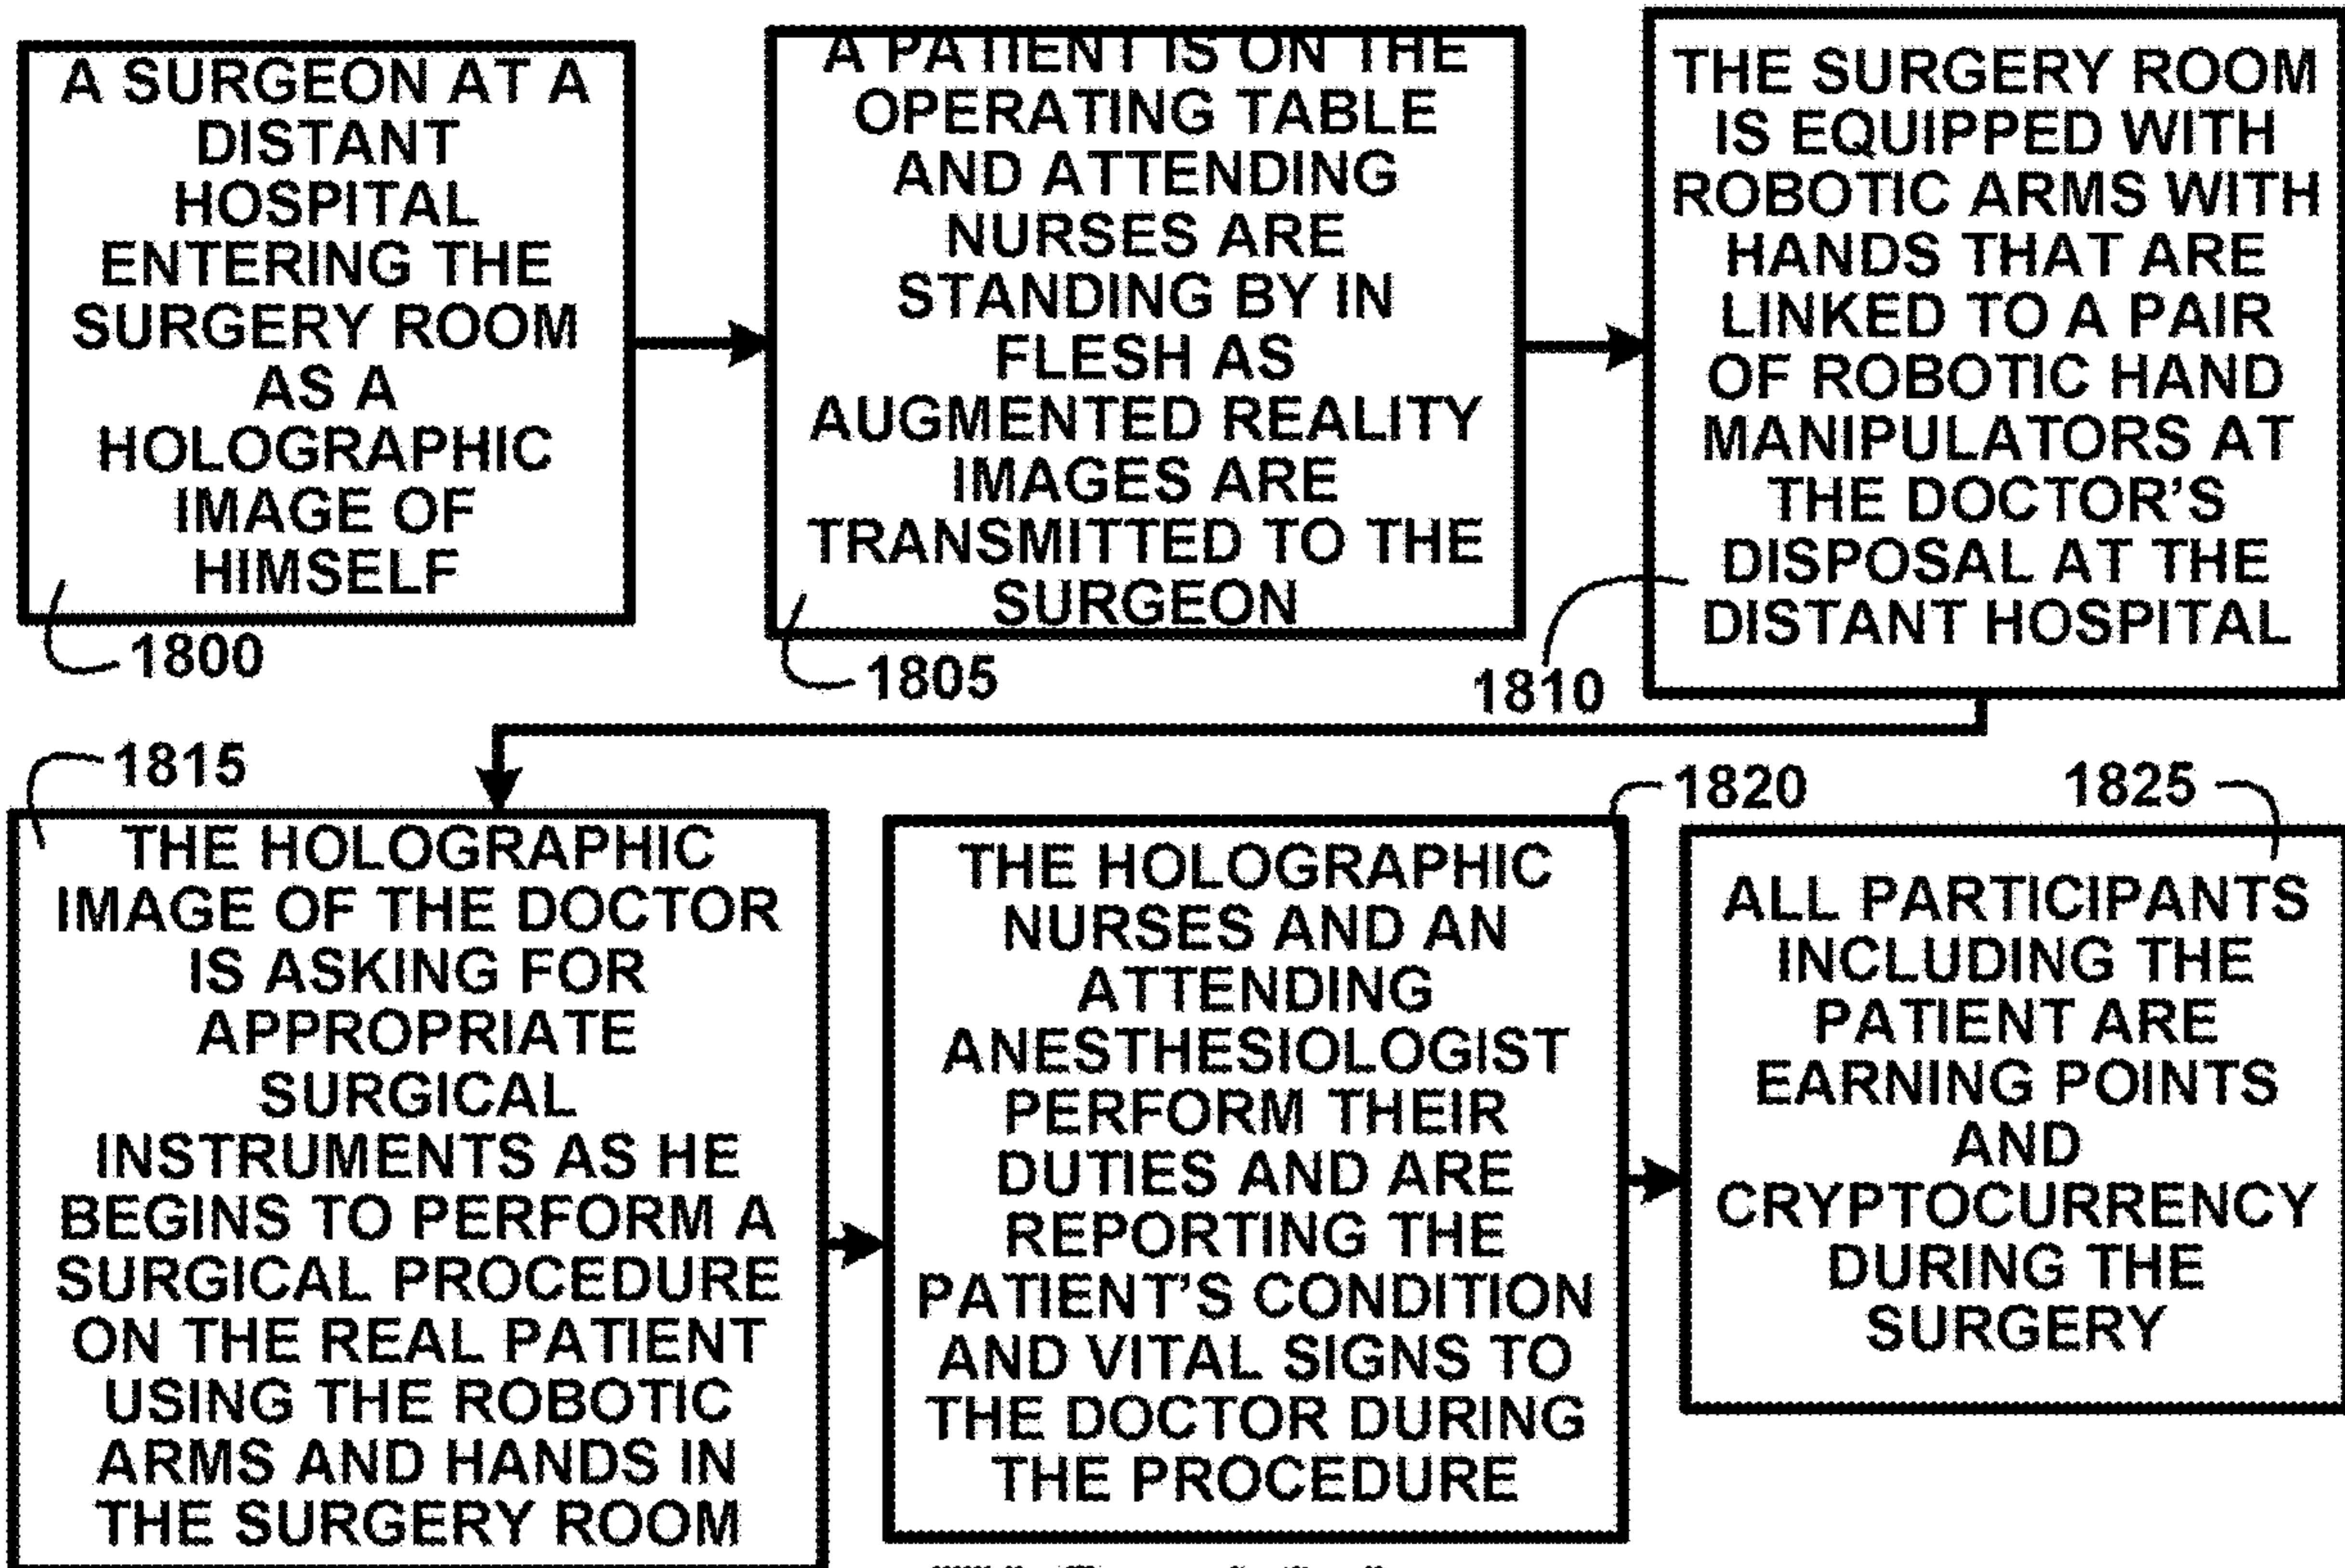 A SURGEON AT A
DISTANT
HOSPITAL
ENTERING THE
SURGERY ROOM
AS A
HOLOGRAPHIC
IMAGE OF
HIMSELF
1800
A PATIENT IS ON THE
OPERATING TABLE
AND ATTENDING
NURSES ARE
STANDING BY IN
FLESH AS
AUGMENTED REALITY
IMAGES ARE
TRANSMITTED TO THE
SURGEON
1805
THE SURGERY ROOM
IS EQUIPPED WITH
ROBOTIC ARMS WITH
HANDS THAT ARE
LINKED TO A PAIR
OF ROBOTIC HAND
MANIPULATORS AT
THE DOCTOR'S
DISPOSAL AT THE
DISTANT HOSPITAL
1810
1815
THE HOLOGRAPHIC
IMAGE OF THE DOCTOR
IS ASKING FOR
APPROPRIATE
SURGICAL
INSTRUMENTS AS HE
BEGINS TO PERFORM A
SURGICAL PROCEDURE
ON THE REAL PATIENT
USING THE ROBOTIC
ARMS AND HANDS IN
THE SURGERY ROOM
1820
THE HOLOGRAPHIC
NURSES AND AN
ATTENDING
ANESTHESIOLOGIST
PERFORM THEIR
DUTIES AND ARE
REPORTING THE
PATIENT'S CONDITION
AND VITAL SIGNS TO
THE DOCTOR DURING
THE PROCEDURE
1825
ALL PARTICIPANTS
INCLUDING THE
PATIENT ARE
EARNING POINTS
AND
CRYPTOCURRENCY
DURING THE
SURGERY